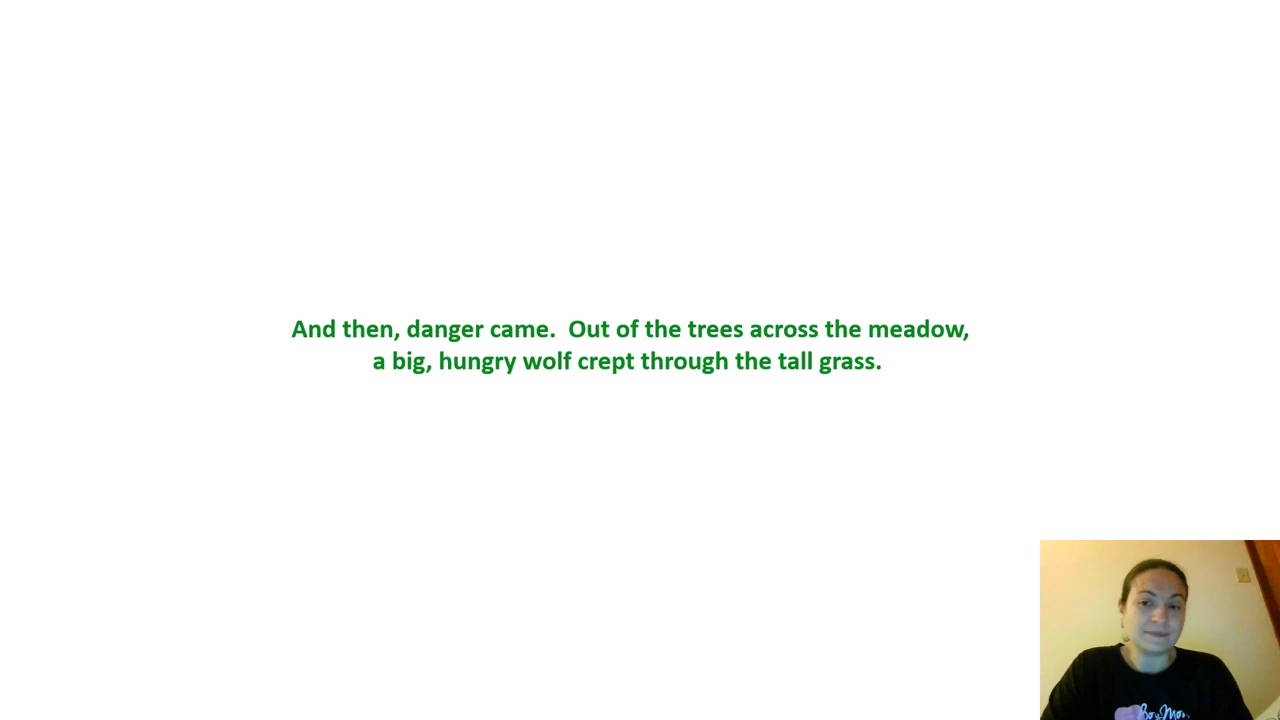 And then, danger came.  Out of the trees across the meadow,
a big, hungry wolf crept through the tall grass.